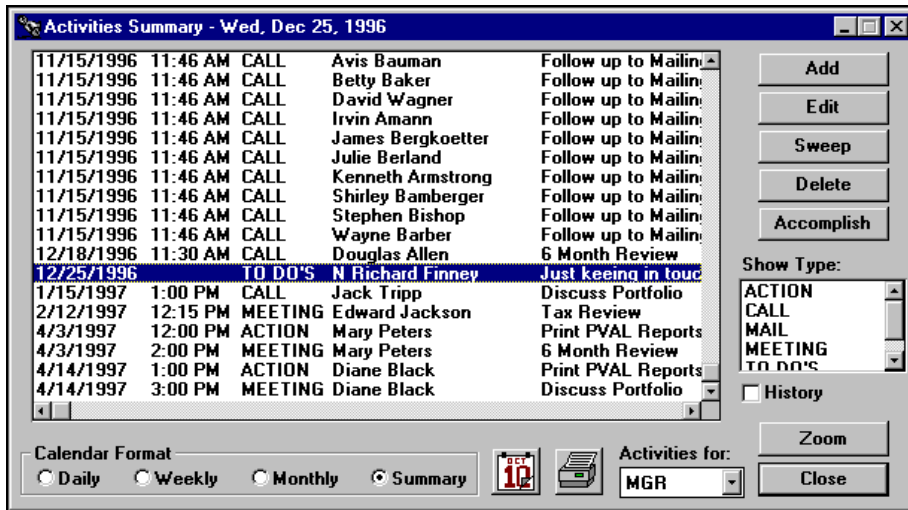 Activities Summary - Wed, Dec 25, 1996
11/15/1996 11:46 AM CALL Avis Bauman Follow up to Mailin
11/15/1996 11:46 AM CALL Betty Baker Follow up to Mailin
11/15/1996 11:46 AM CALL David Wagner Follow up to Mailin
11/15/1996 11:46 AM CALL Irvin Amann Follow up to Mailin
11/15/1996 11:46 AM CALL James Bergkoetter Follow up to Mailin
11/15/1996 11:46 AM CALL Julie Berland Follow up to Mailin
11/15/1996 11:46 AM CALL Kenneth Armstrong Follow up to Mailin
11/15/1996 11:46 AM CALL Shirley Bamberger Follow up to Mailin
11/15/1996 11:46 AM CALL Stephen Bishop Follow up to Mailin
11/15/1996 11:46 AM CALL Wayne Barber Follow up to Mailin
12/18/1996 11:30 AM CALL Douglas Allen 6 Month Review
12/25/1996 TO DO'S N Richard Finney Just keeing in touc
1/15/1997 1:00 PM CALL Jack Tripp Discuss Portfolio
2/12/1997 12:15 PM MEETING Edward Jackson Tax Review
4/3/1997 12:00 PM ACTION Mary Peters Print PVAL Reports
4/3/1997 2:00 PM MEETING Mary Peters 6 Month Review
4/14/1997 1:00 PM ACTION Diane Black Print PVAL Reports
4/14/1997 3:00 PM MEETING Diane Black Discuss Portfolio
Add
Edit
Sweep
Delete
Accomplish
Show Type:
ACTION
CALL
MAIL
MEETING
TO DO'S
History
Zoom
Close
Calendar Format
Daily Weekly Monthly Summary
OCT
10
Activities for:
MGR